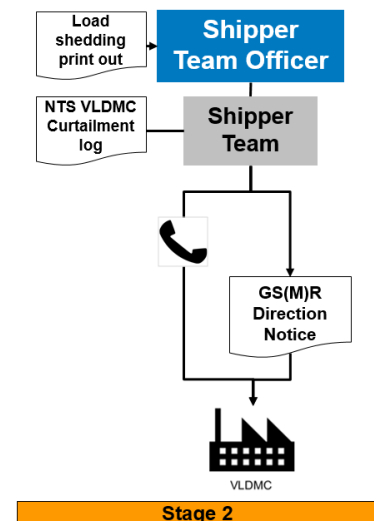 Load
shedding
print out
Shipper
Team Officer
NTS VLDMC
Curtailment
log
Shipper
Team
GS(M)R
Direction
Notice
VLDMC
Stage 2